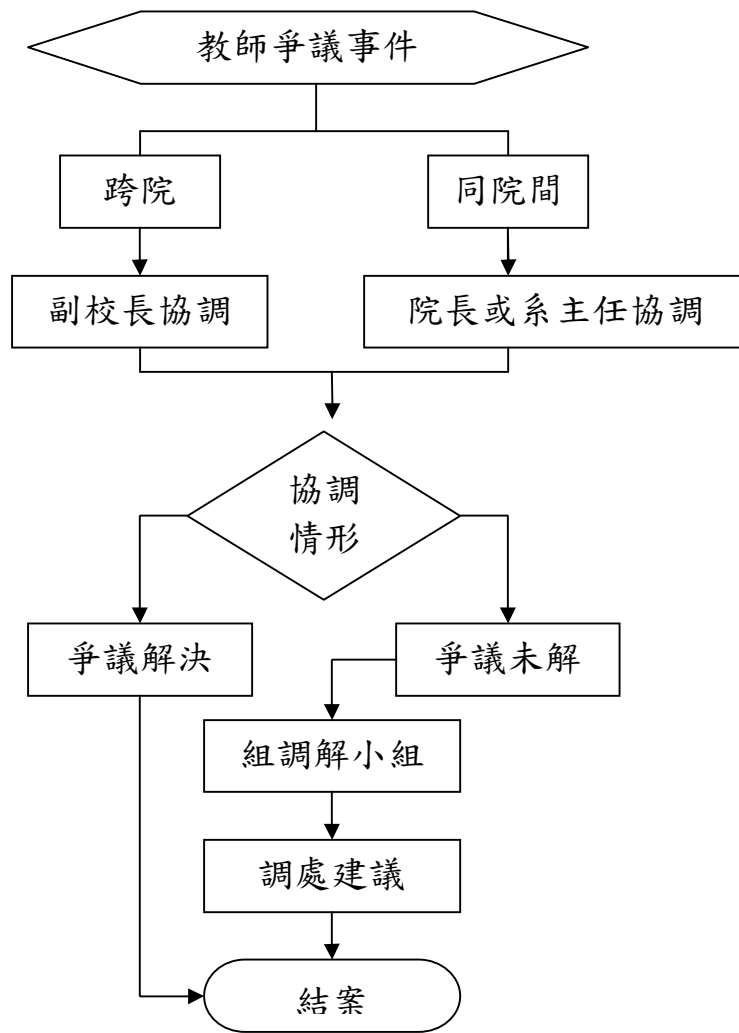 教師爭議事件
跨院
同院間
副校長協調
院長或系主任協調
協調
情形
爭議解決
爭議未解
組調解小組
調處建議
結案